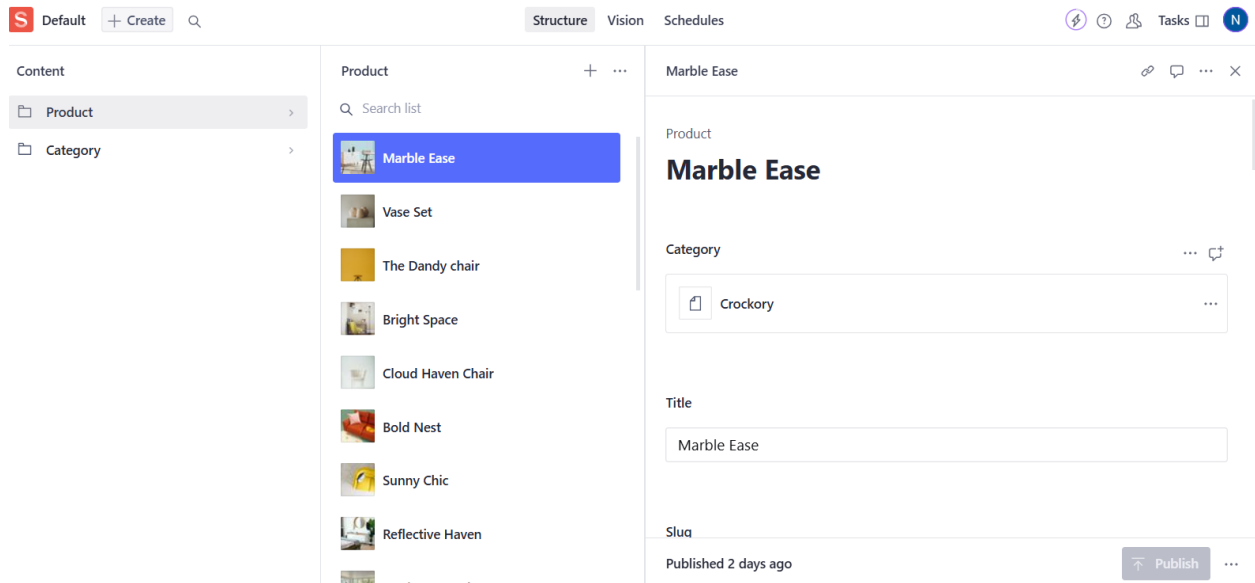 S Default + Create Structure Vision Schedules Tasks N
Content
Product
Category
Product
Search list
Marble Ease
Vase Set
The Dandy chair
Bright Space
Cloud Haven Chair
Bold Nest
Sunny Chic
Reflective Haven
Marble Ease
Product
Marble Ease
Category
Crockory
Title
Marble Ease
Slug
Published 2 days ago Publish